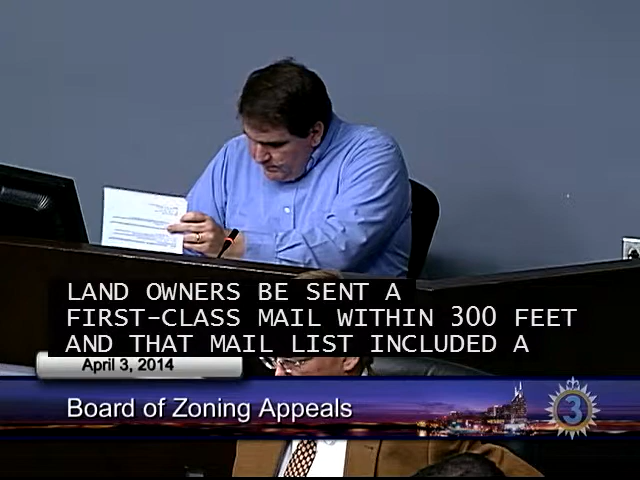 LAND OWNERS BE SENT A
FIRST-CLASS MAIL WITHIN 300 FEET
AND THAT MAIL LIST INCLUDED A
April 3, 2014
Board of Zoning Appeals
3